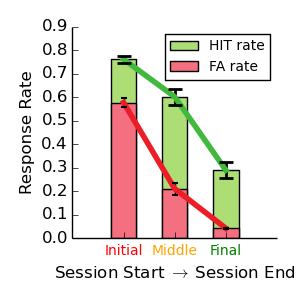 0.9
0.8
0.7
0.6
0.5
0.4
0.3
0.2
0.1
0.0
Response Rate
HIT rate
FA rate
Initial Middle Final
Session Start → Session End